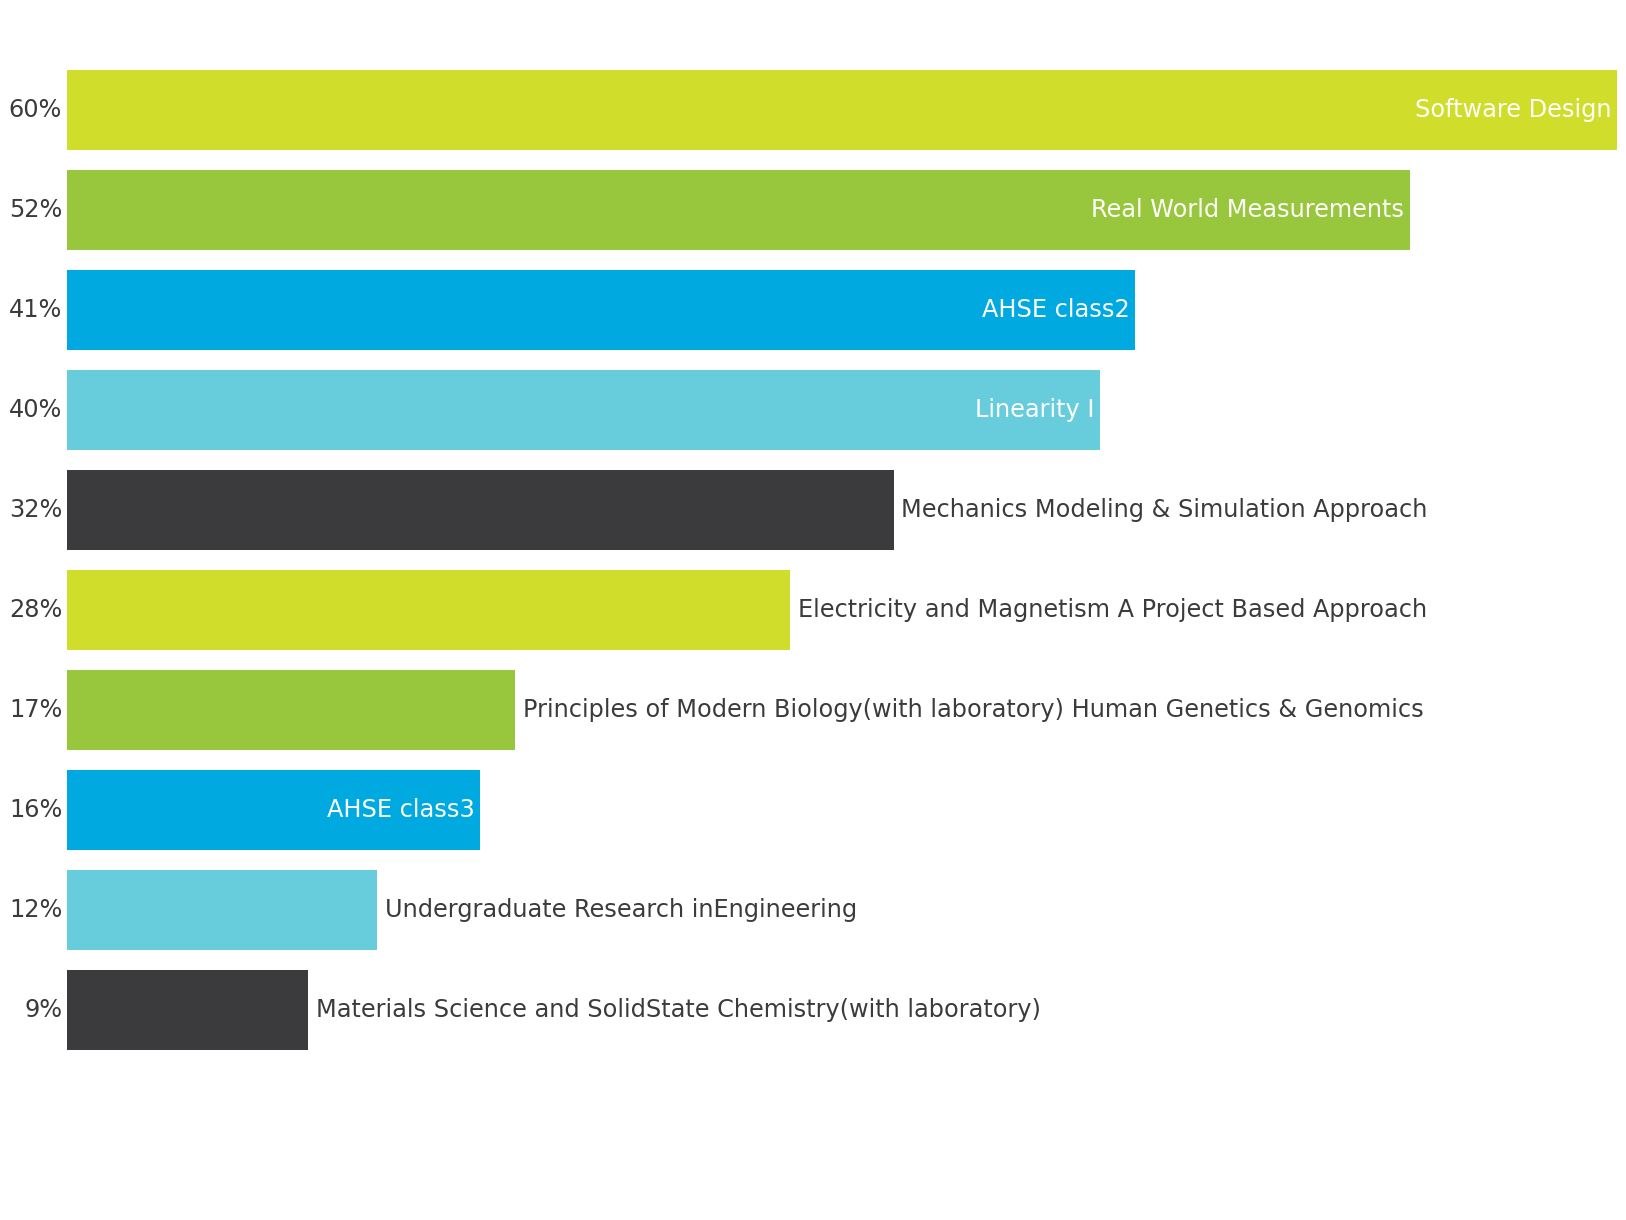 60% Software Design
52% Real World Measurements
41% AHSE class2
40% Linearity I
32% Mechanics Modeling & Simulation Approach
28% Electricity and Magnetism A Project Based Approach
17% Principles of Modern Biology(with laboratory) Human Genetics & Genomics
16% AHSE class3
12% Undergraduate Research inEngineering
9% Materials Science and SolidState Chemistry(with laboratory)